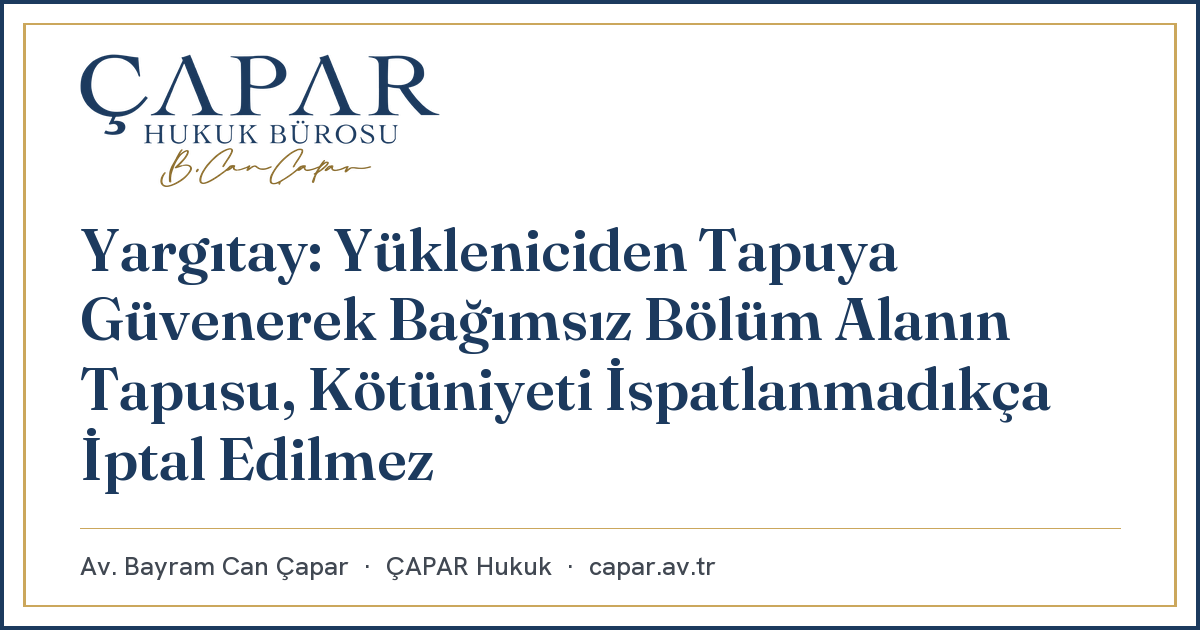 ÇAPAR
HUKUK BÜROSU
B. Can Çapar
Yargıtay: Yükleniciden Tapuya
Güvenerek Bağımsız Bölüm Alanın
Tapusu, Kötüniyeti İspatlanmadıkça
İptal Edilmez
Av. Bayram Can Çapar · ÇAPAR Hukuk · capar.av.tr